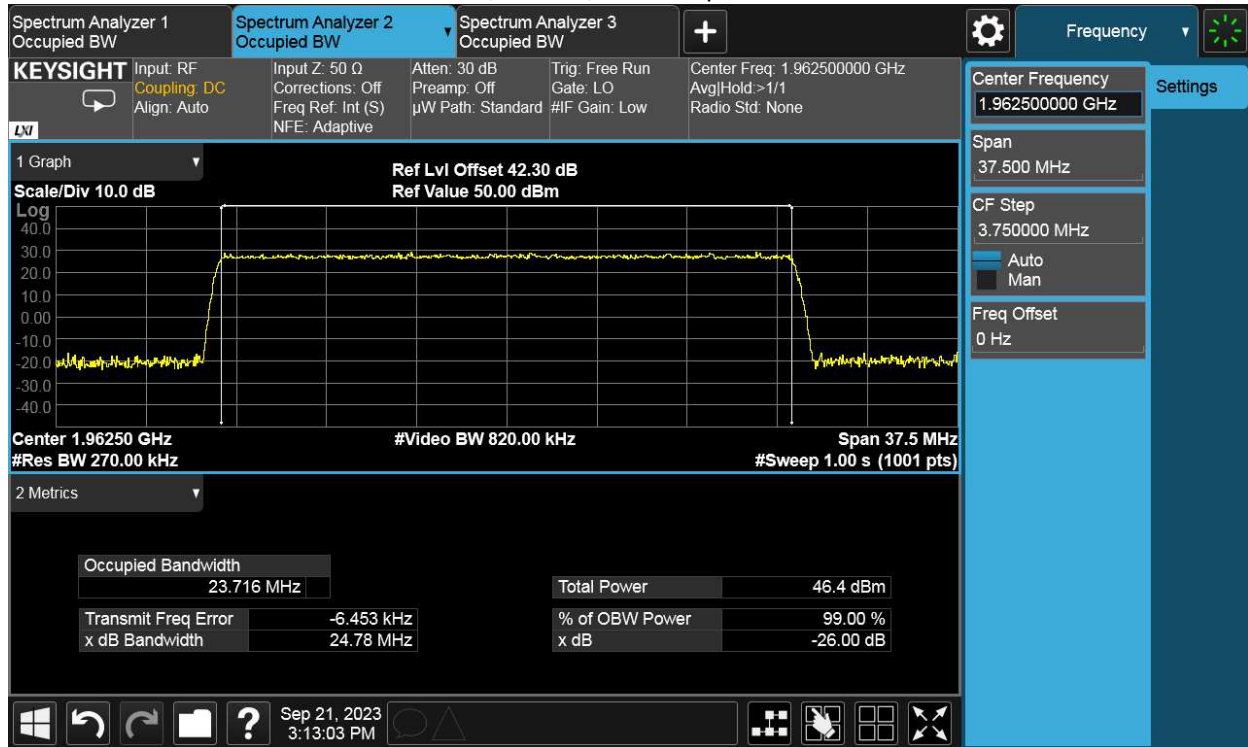 Spectrum Analyzer 1
Occupied BW
Spectrum Analyzer 2
Occupied BW
Spectrum Analyzer 3
Occupied BW
+
Frequency
KEYSIGHT
LXI
Input: RF
Coupling: DC
Align: Auto
Input Z: 50 Ω
Corrections: Off
Freq Ref: Int (S)
NFE: Adaptive
Atten: 30 dB
Preamp: Off
µW Path: Standard
Trig: Free Run
Gate: LO
#IF Gain: Low
Center Freq: 1.962500000 GHz
Avg|Hold:>1/1
Radio Std: None
Center Frequency
1.962500000 GHz
Settings
Span
37.500 MHz
CF Step
3.750000 MHz
Auto
Man
Freq Offset
0 Hz
1 Graph
Scale/Div 10.0 dB
Ref Lvl Offset 42.30 dB
Ref Value 50.00 dBm
Log
40.0
30.0
20.0
10.0
0.00
-10.0
-20.0
-30.0
-40.0
Center 1.96250 GHz
#Video BW 820.00 kHz
Span 37.5 MHz
#Res BW 270.00 kHz
#Sweep 1.00 s (1001 pts)
2 Metrics
Occupied Bandwidth
23.716 MHz
Total Power 46.4 dBm
Transmit Freq Error -6.453 kHz
% of OBW Power 99.00 %
x dB Bandwidth 24.78 MHz
x dB -26.00 dB
?
Sep 21, 2023
3:13:03 PM